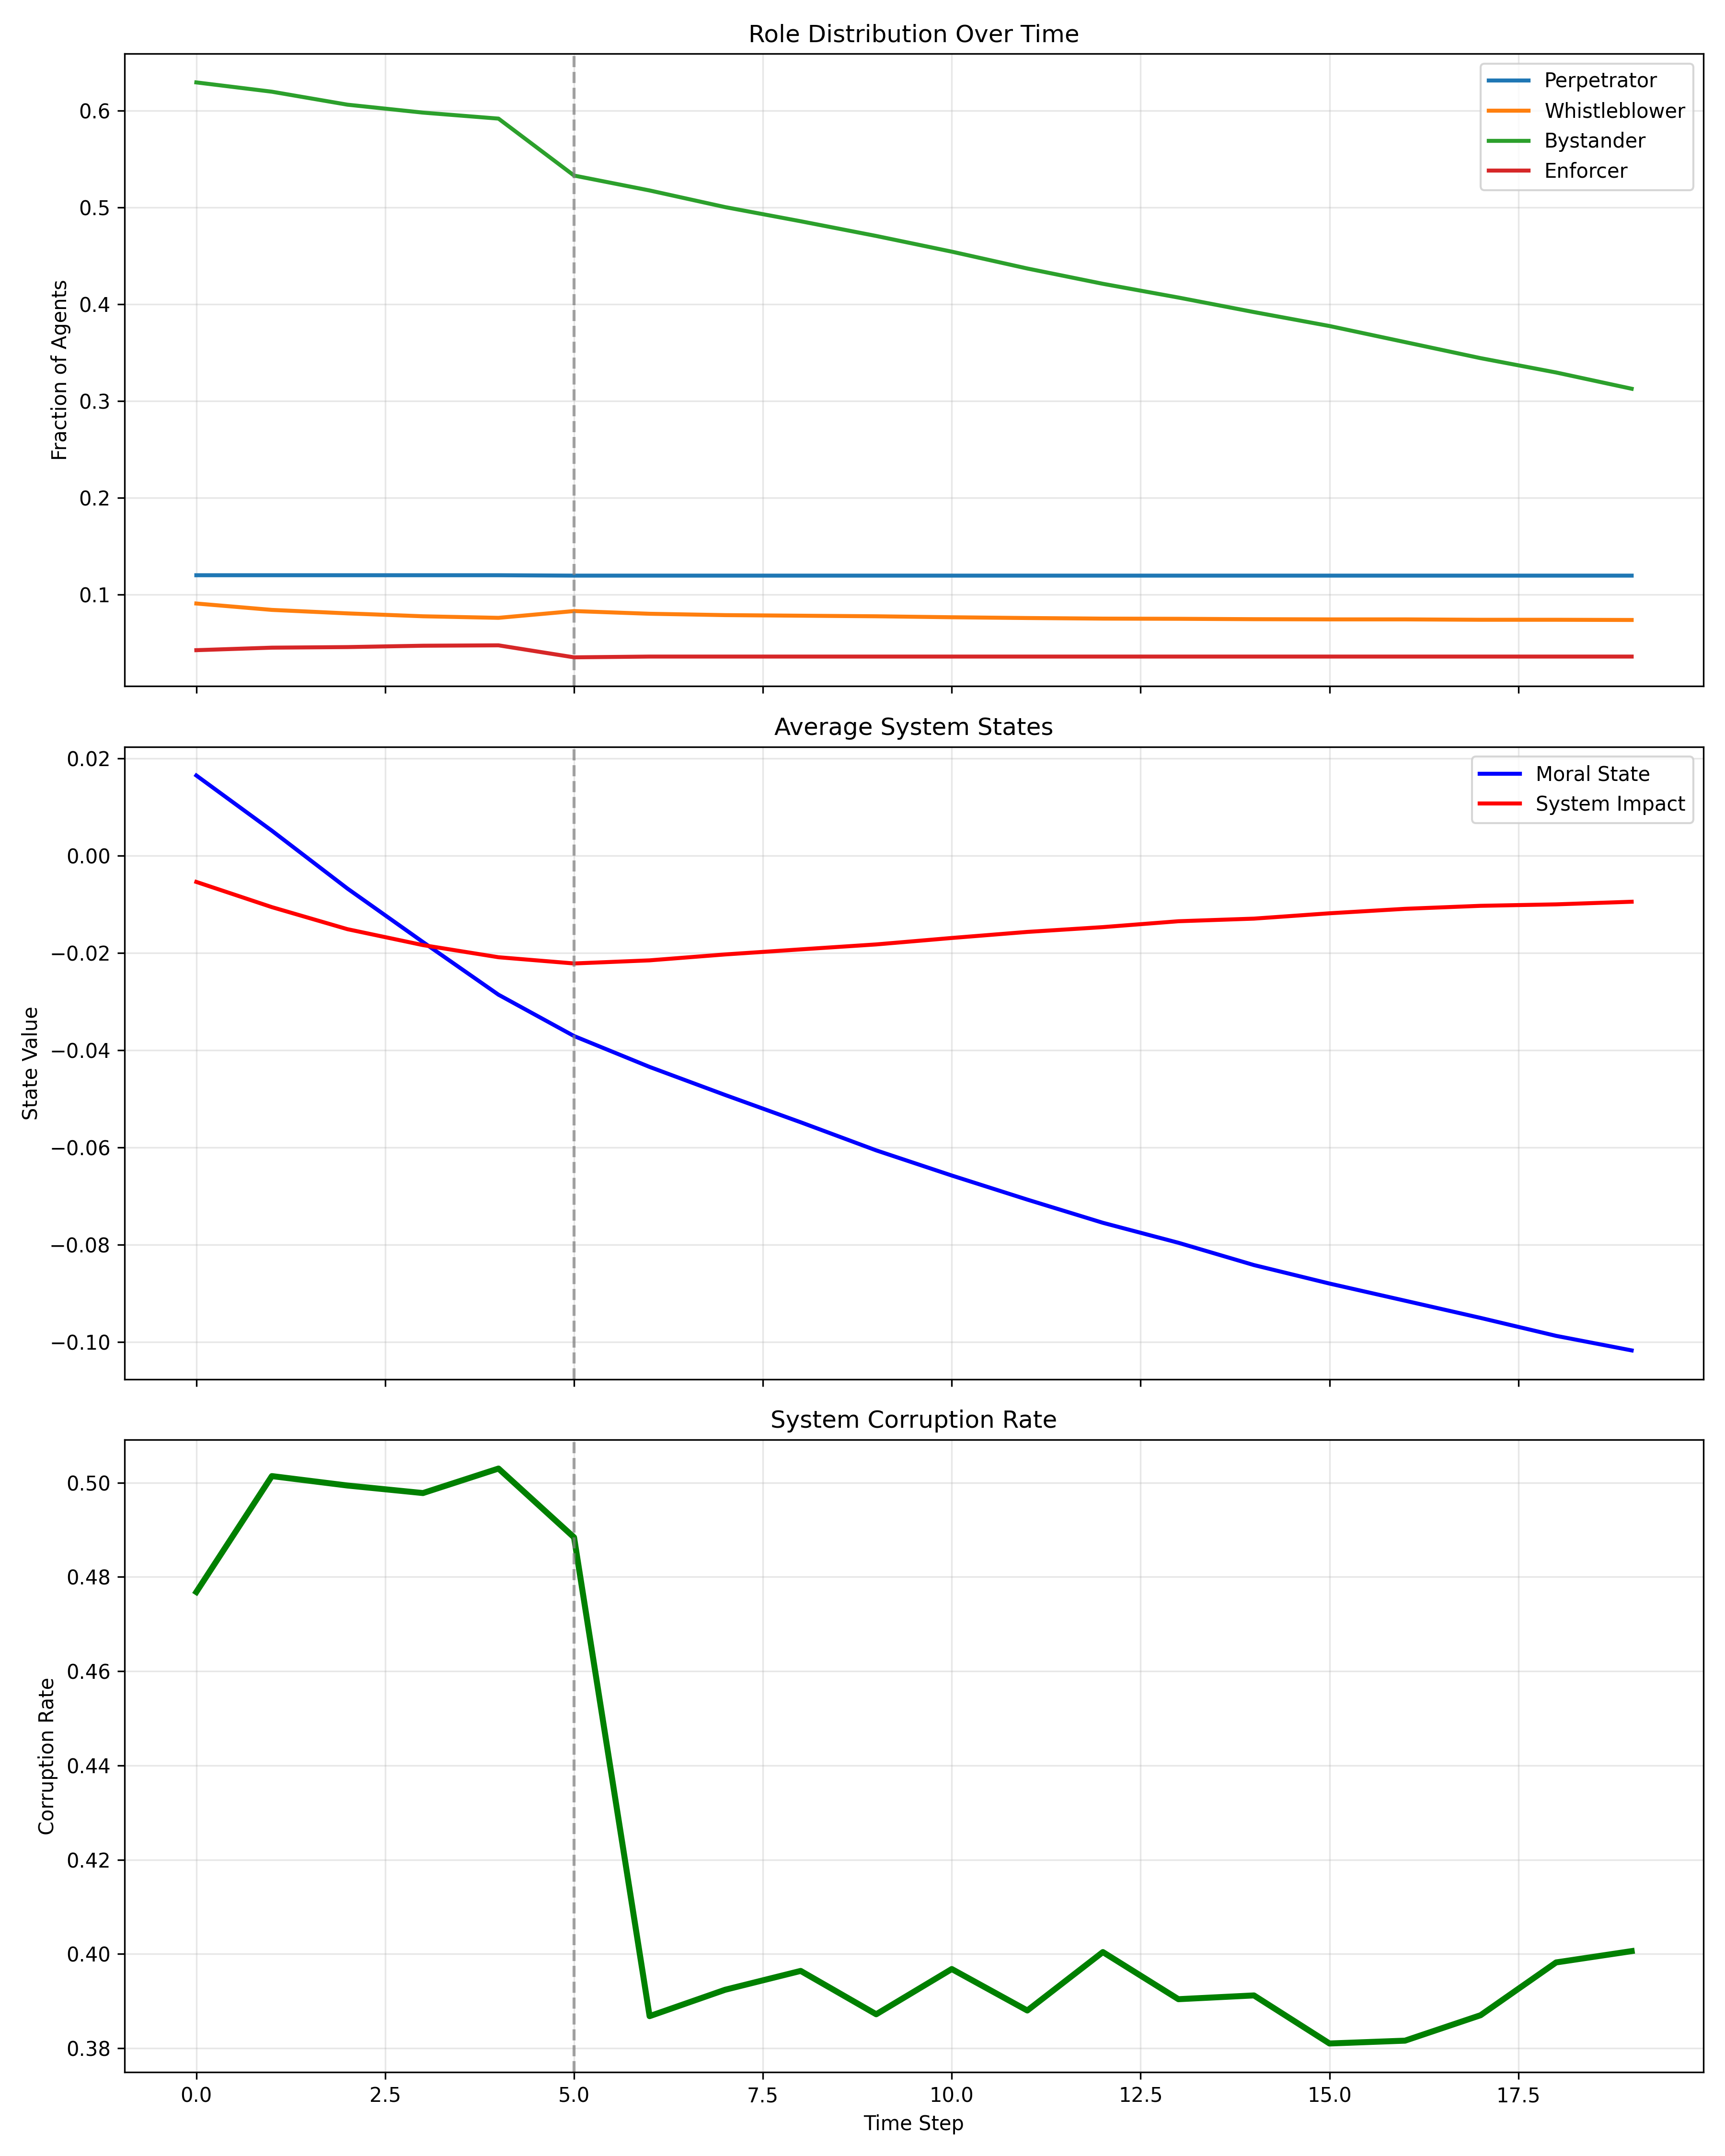 Role Distribution Over Time
Fraction of Agents
0.6
0.5
0.4
0.3
0.2
0.1
Perpetrator
Whistleblower
Bystander
Enforcer
Average System States
State Value
0.02
0.00
−0.02
−0.04
−0.06
−0.08
−0.10
Moral State
System Impact
System Corruption Rate
Corruption Rate
0.50
0.48
0.46
0.44
0.42
0.40
0.38
0.0 2.5 5.0 7.5 10.0 12.5 15.0 17.5
Time Step